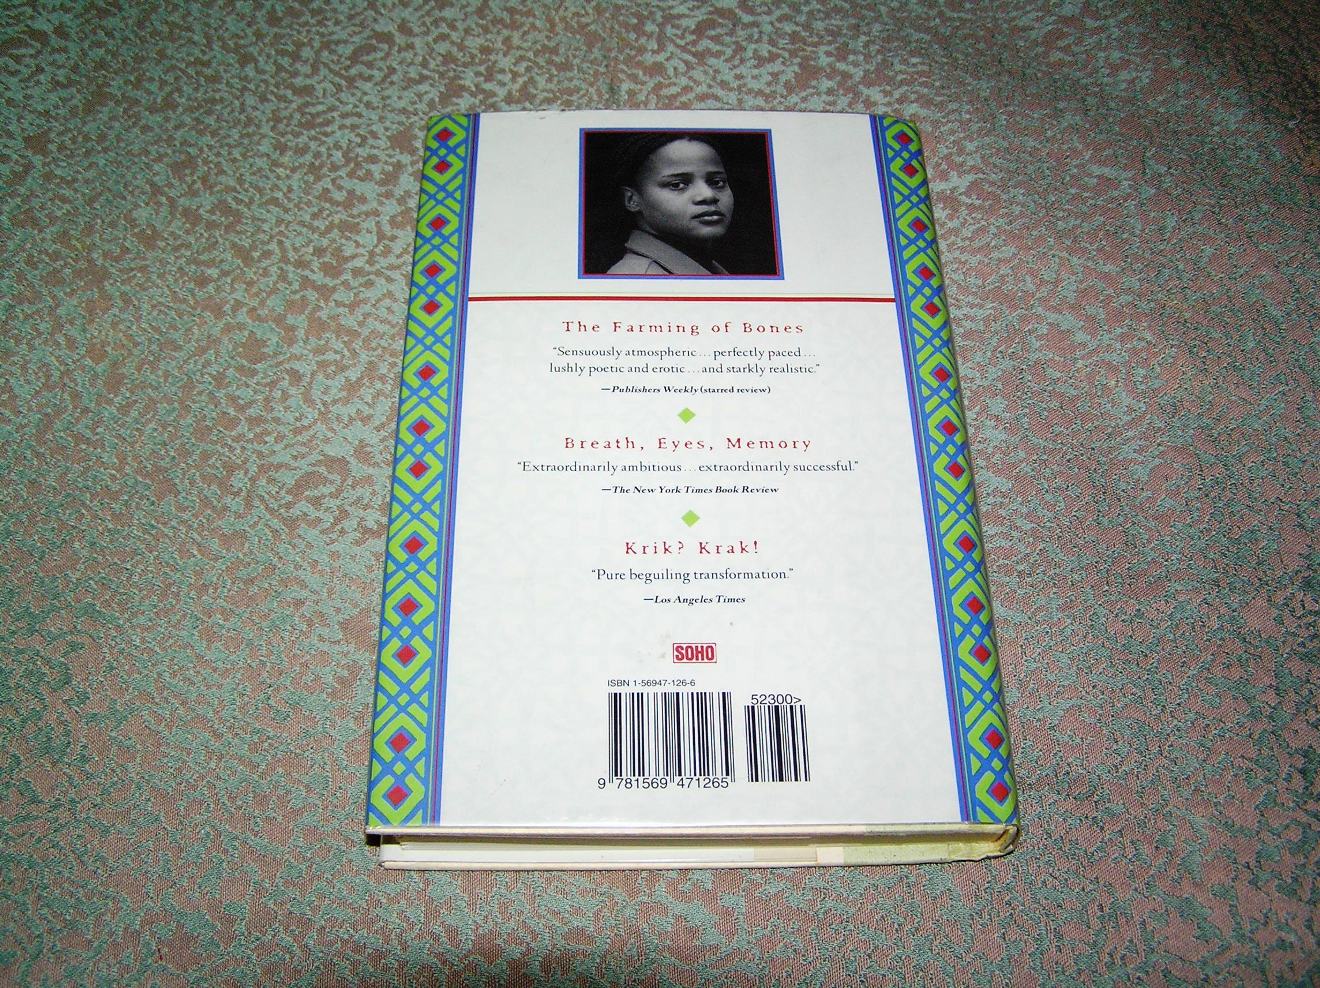 The Farming of Bones
“Sensuously atmospheric...perfectly paced...
lushly poetic and erotic...and starkly realistic.”
—Publishers Weekly (starred review)
Breath, Eyes, Memory
“Extraordinarily ambitious...extraordinarily successful.”
—The New York Times Book Review
Krik? Krak!
“Pure beguiling transformation.”
—Los Angeles Times
SOHO
ISBN 1-56947-126-6
52300>
9 781569 471265